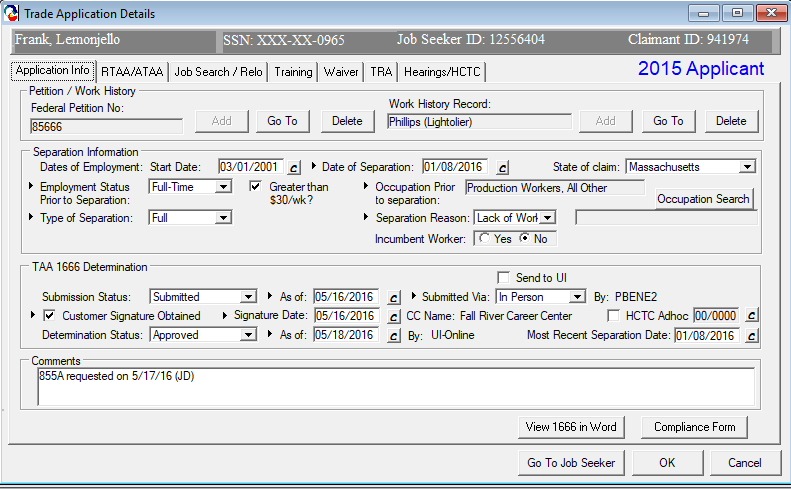 Trade Application Details
Frank, Lemonjello SSN: XXX-XX-0965 Job Seeker ID: 12556404 Claimant ID: 941974
Application Info RTAA/ATAA Job Search / Relo Training Waiver TRA Hearings/HCTC 2015 Applicant
Petition / Work History
Federal Petition No: Work History Record:
85666 Add Go To Delete Phillips (Lightolier) Add Go To Delete
Separation Information
Dates of Employment: Start Date: 03/01/2001 c Date of Separation: 01/08/2016 c State of claim: Massachusetts
Employment Status Full-Time Greater than Occupation Prior Production Workers, All Other
Prior to Separation: $30/wk? to separation: Occupation Search
Type of Separation: Full Separation Reason: Lack of Work
Incumbent Worker: Yes No
TAA 1666 Determination
Send to UI
Submission Status: Submitted As of: 05/16/2016 c Submitted Via: In Person By: PBENE2
Customer Signature Obtained Signature Date: 05/16/2016 c CC Name: Fall River Career Center HCTC Adhoc 00/0000 c
Determination Status: Approved As of: 05/18/2016 c By: UI-Online Most Recent Separation Date: 01/08/2016 c
Comments
855A requested on 5/17/16 (JD)
View 1666 in Word Compliance Form
Go To Job Seeker OK Cancel